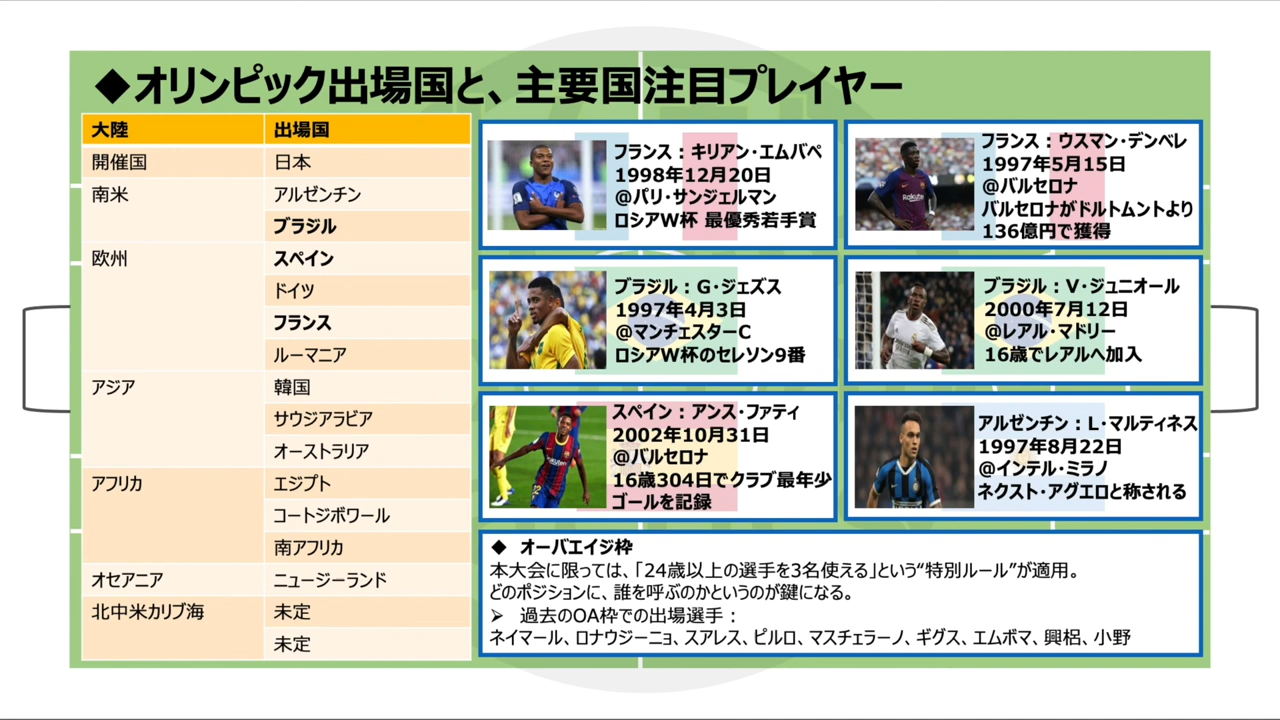 ◆オリンピック出場国と、主要国注目プレイヤー
大陸 出場国
開催国 日本
南米 アルゼンチン
ブラジル
欧州 スペイン
ドイツ
フランス
ルーマニア
アジア 韓国
サウジアラビア
オーストラリア
アフリカ エジプト
コートジボワール
南アフリカ
オセアニア ニュージーランド
北中米カリブ海 未定
未定
フランス：キリアン・エムバペ
1998年12月20日
@パリ・サンジェルマン
ロシアW杯 最優秀若手賞
フランス：ウスマン・デンベレ
1997年5月15日
@バルセロナ
バルセロナがドルトムントより
136億円で獲得
ブラジル：G・ジェズス
1997年4月3日
@マンチェスターC
ロシアW杯のセレソン9番
ブラジル：V・ジュニオール
2000年7月12日
@レアル・マドリー
16歳でレアルへ加入
スペイン：アンス・ファティ
2002年10月31日
@バルセロナ
16歳304日でクラブ最年少
ゴールを記録
アルゼンチン：L・マルティネス
1997年8月22日
@インテル・ミラノ
ネクスト・アグエロと称される
◆ オーバエイジ枠
本大会に限っては、「24歳以上の選手を3名使える」という“特別ルール”が適用。
どのポジションに、誰を呼ぶのかというのが鍵になる。
➢ 過去のOA枠での出場選手：
ネイマール、ロナウジーニョ、スアレス、ピルロ、マスチェラーノ、ギグス、エムボマ、興梠、小野
Rakuten
Rakuten